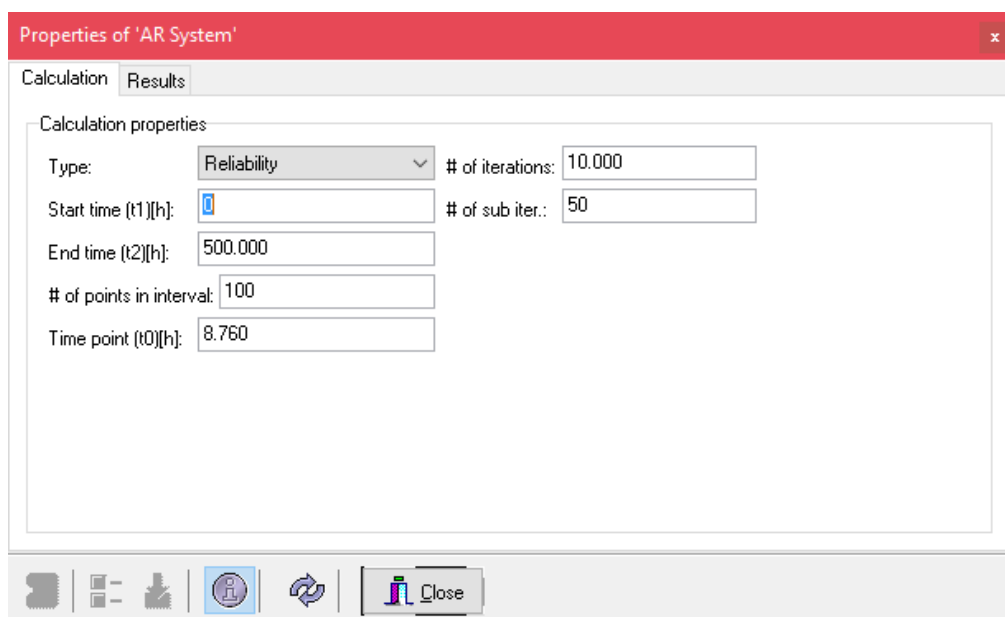 Properties of 'AR System'
x
Calculation Results
Calculation properties
Type: Reliability # of iterations: 10.000
Start time (t1)[h]: 0 # of sub iter.: 50
End time (t2)[h]: 500.000
# of points in interval: 100
Time point (t0)[h]: 8.760
Close